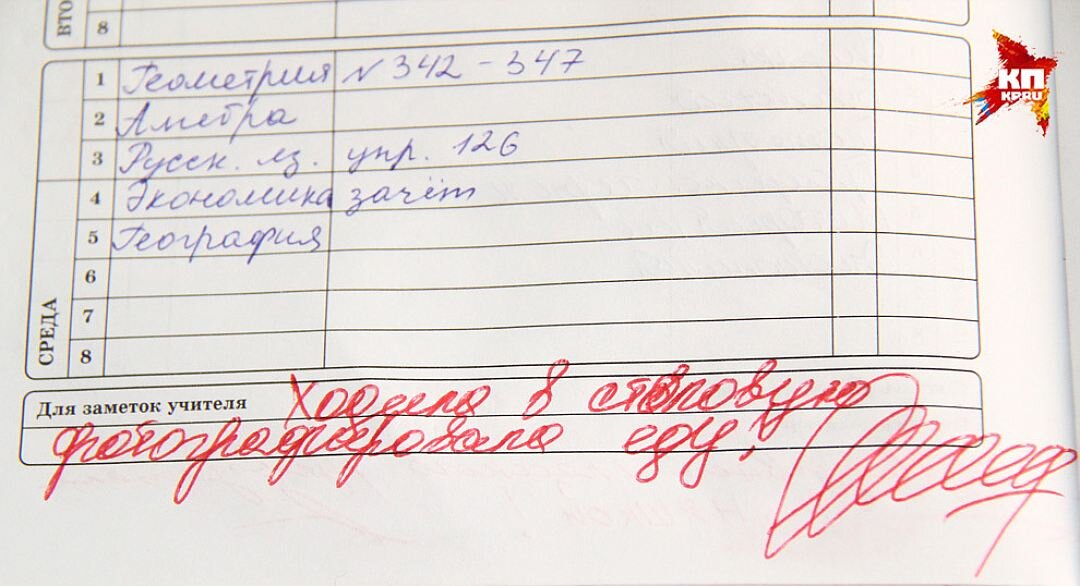 ВТО
8
СРЕДА
1 Геометрия № 342 - 347
2 Алгебра
3 Русск. яз. упр. 126
4 Экономика зачёт
5 География
6
7
8
Для заметок учителя Ходила в столовую
фотографировала еду!
КП
KP.RU